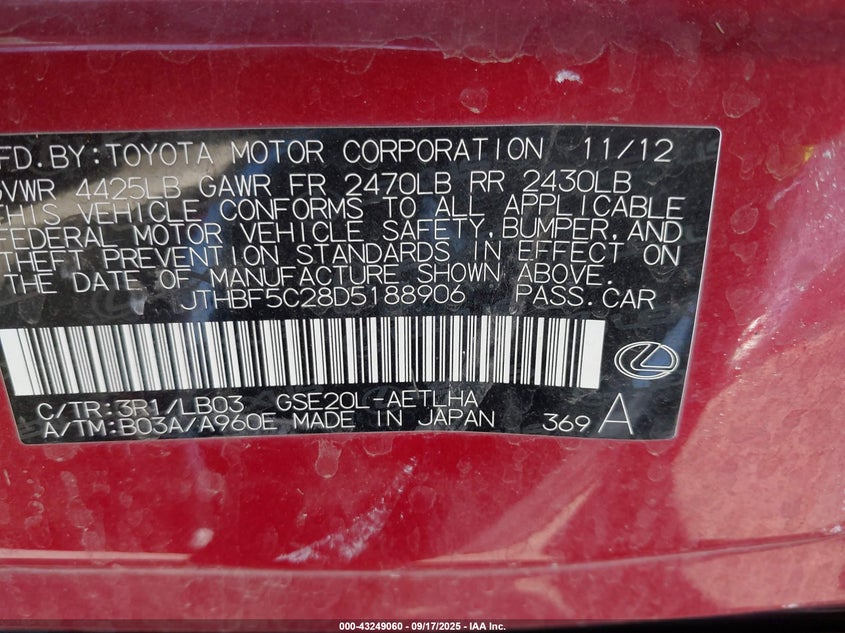 FD.BY:TOYOTA MOTOR CORPORATION 11/12
VWR 4425LB GAWR FR 2470LB RR 2430LB
THIS VEHICLE CONFORMS TO ALL APPLICABLE
FEDERAL MOTOR VEHICLE SAFETY, BUMPER, AND
THEFT PREVENTION STANDARDS IN EFFECT ON
THE DATE OF MANUFACTURE SHOWN ABOVE.
JTHBF5C28D5188906 PASS.CAR
C/TR:3R1/LB03 GSE20L-AETLHA
A/TM:B03A/A960E MADE IN JAPAN 369 A
000-43249060 - 09/17/2025 - IAA Inc.